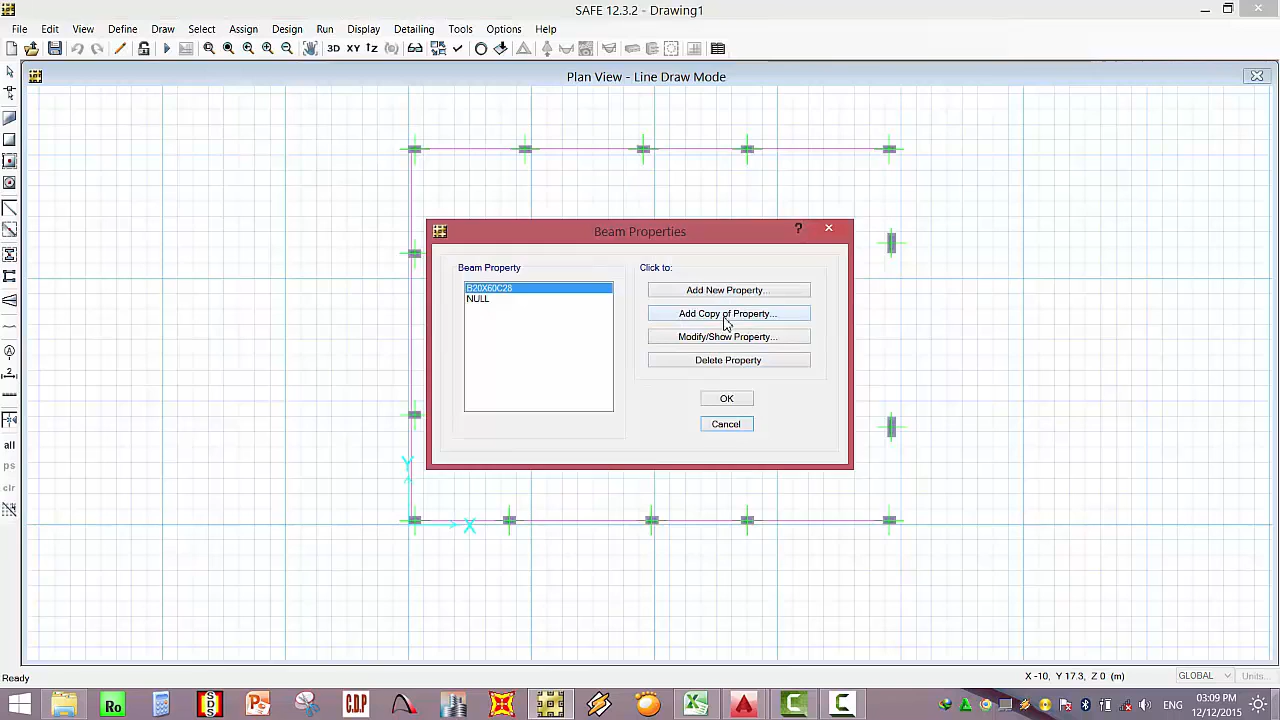 SAFE 12.3.2 - Drawing1
File Edit View Define Draw Select Assign Design Run Display Detailing Tools Options Help
3D XY
Plan View - Line Draw Mode
Beam Properties
?
Beam Property
Click to:
B20X60C28
NULL
Add New Property...
Add Copy of Property...
Modify/Show Property...
Delete Property
OK
Cancel
all
ps
clr
Y
X
Ready
X -10, Y 17.3, Z 0 (m)
GLOBAL
Units...
Ro
C.D.P
03:09 PM
12/12/2015